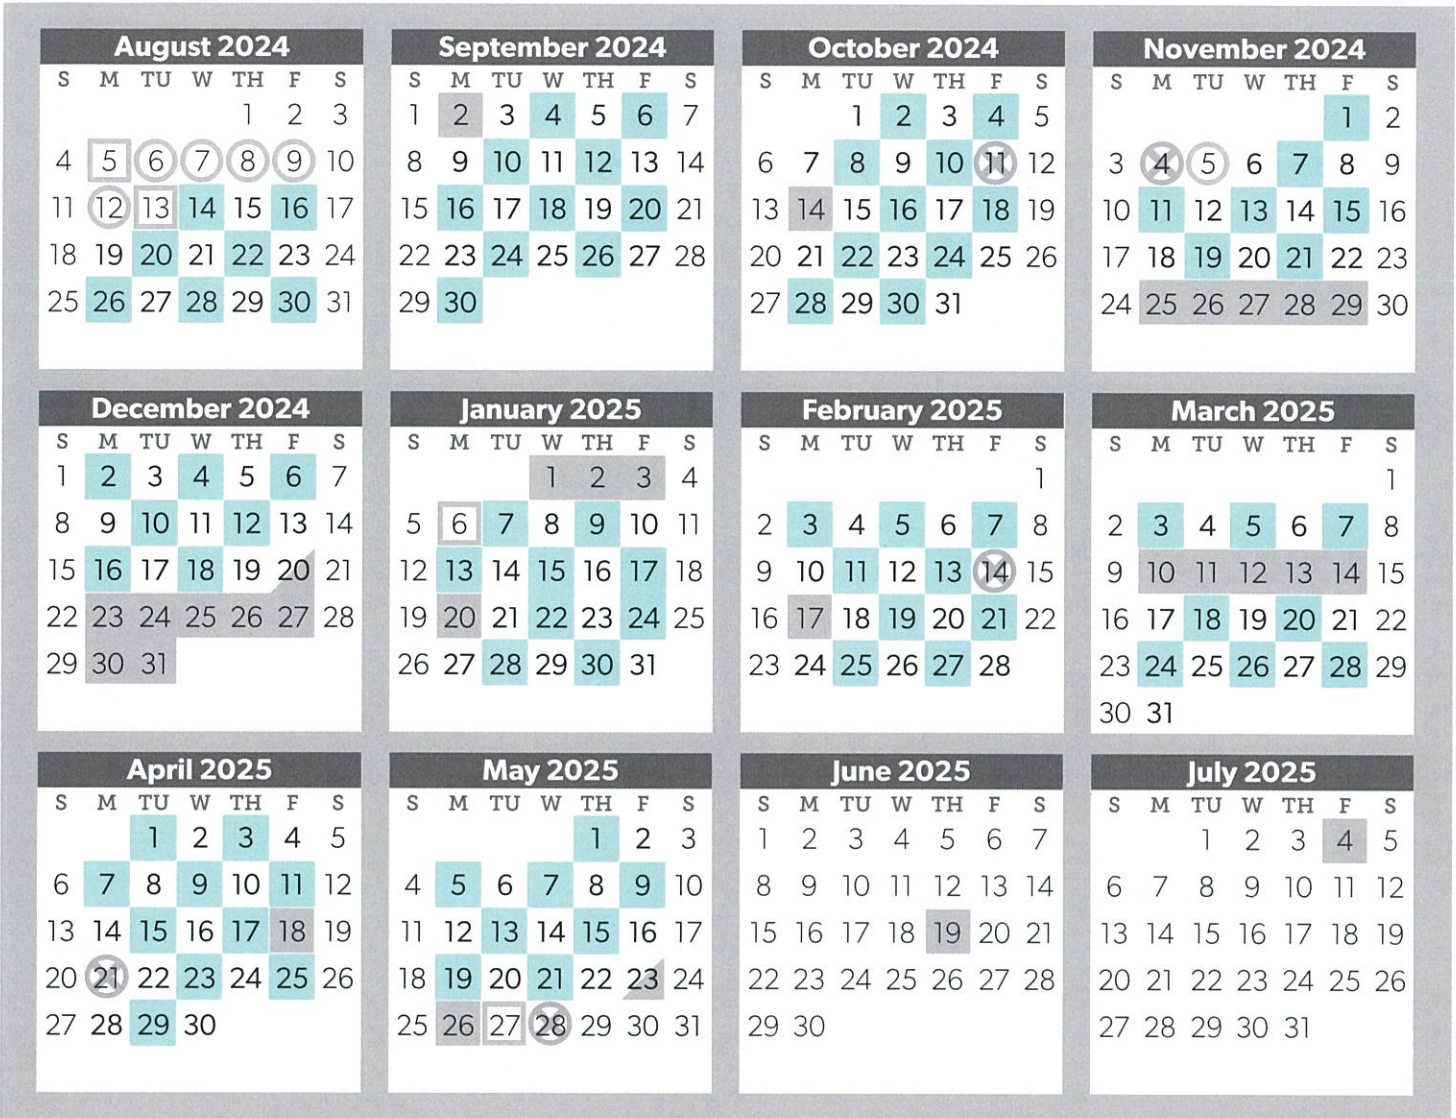 August 2024 September 2024 October 2024 November 2024
S M TU W TH F S S M TU W TH F S S M TU W TH F S S M TU W TH F S
1 2 3 1 2 3 4 5 6 7 1 2 3 4 5 1 2
4 5 6 7 8 9 10 8 9 10 11 12 13 14 6 7 8 9 10 11 12 3 4 5 6 7 8 9
11 12 13 14 15 16 17 15 16 17 18 19 20 21 13 14 15 16 17 18 19 10 11 12 13 14 15 16
18 19 20 21 22 23 24 22 23 24 25 26 27 28 20 21 22 23 24 25 26 17 18 19 20 21 22 23
25 26 27 28 29 30 31 29 30 27 28 29 30 31 24 25 26 27 28 29 30
December 2024 January 2025 February 2025 March 2025
S M TU W TH F S S M TU W TH F S S M TU W TH F S S M TU W TH F S
1 2 3 4 5 6 7 1 2 3 4 1 1
8 9 10 11 12 13 14 5 6 7 8 9 10 11 2 3 4 5 6 7 8 2 3 4 5 6 7 8
15 16 17 18 19 20 21 12 13 14 15 16 17 18 9 10 11 12 13 14 15 9 10 11 12 13 14 15
22 23 24 25 26 27 28 19 20 21 22 23 24 25 16 17 18 19 20 21 22 16 17 18 19 20 21 22
29 30 31 26 27 28 29 30 31 23 24 25 26 27 28 23 24 25 26 27 28 29
30 31
April 2025 May 2025 June 2025 July 2025
S M TU W TH F S S M TU W TH F S S M TU W TH F S S M TU W TH F S
1 2 3 4 5 1 2 3 1 2 3 4 5 6 7 1 2 3 4 5
6 7 8 9 10 11 12 4 5 6 7 8 9 10 8 9 10 11 12 13 14 6 7 8 9 10 11 12
13 14 15 16 17 18 19 11 12 13 14 15 16 17 15 16 17 18 19 20 21 13 14 15 16 17 18 19
20 21 22 23 24 25 26 18 19 20 21 22 23 24 22 23 24 25 26 27 28 20 21 22 23 24 25 26
27 28 29 30 25 26 27 28 29 30 31 29 30 27 28 29 30 31